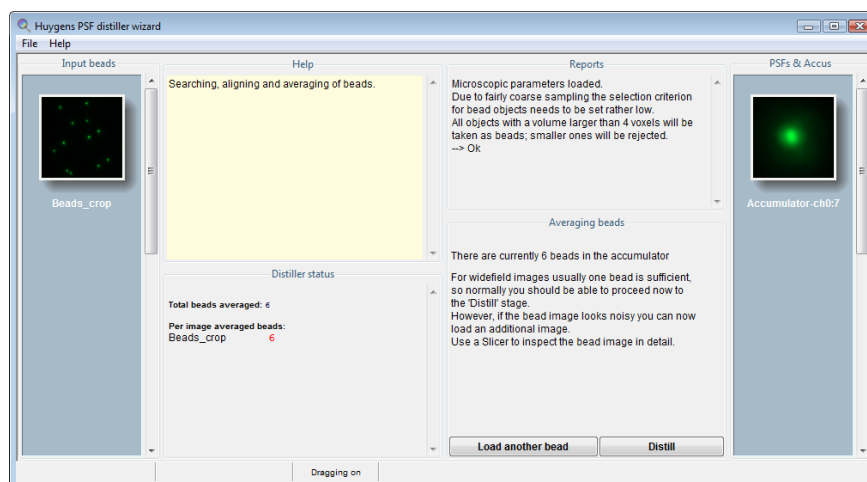 Huygens PSF distiller wizard
File Help
Input beads
Beads_crop
Help
Searching, aligning and averaging of beads.
Distiller status
Total beads averaged: 6
Per image averaged beads:
Beads_crop 6
Reports
Microscopic parameters loaded.
Due to fairly coarse sampling the selection criterion
for bead objects needs to be set rather low.
All objects with a volume larger than 4 voxels will be
taken as beads; smaller ones will be rejected.
--> Ok
Averaging beads
There are currently 6 beads in the accumulator
For widefield images usually one bead is sufficient,
so normally you should be able to proceed now to
the 'Distill' stage.
However, if the bead image looks noisy you can now
load an additional image.
Use a Slicer to inspect the bead image in detail.
Load another bead
Distill
PSFs & Accus
Accumulator-ch0:7
Dragging on